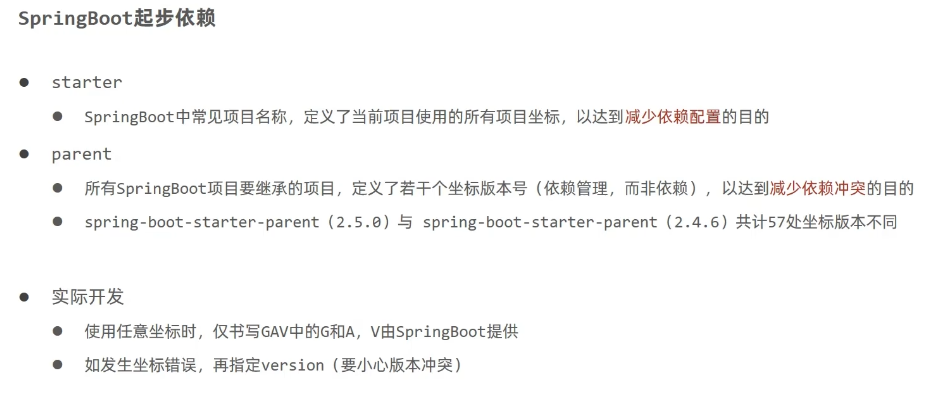 SpringBoot起步依赖
starter
SpringBoot中常见项目名称，定义了当前项目使用的所有项目坐标，以达到减少依赖配置的目的
parent
所有SpringBoot项目要继承的项目，定义了若干个坐标版本号（依赖管理，而非依赖），以达到减少依赖冲突的目的
spring-boot-starter-parent（2.5.0）与 spring-boot-starter-parent（2.4.6）共计57处坐标版本不同
实际开发
使用任意坐标时，仅书写GAV中的G和A，V由SpringBoot提供
如发生坐标错误，再指定version（要小心版本冲突）